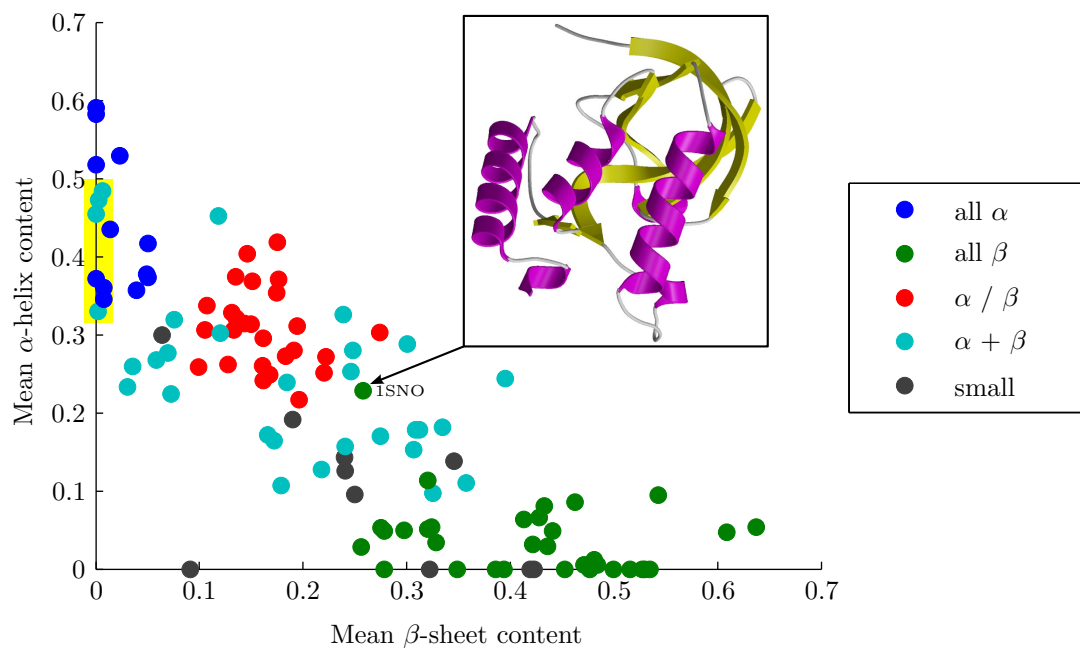 0.7
0.6
0.5
0.4
0.3
0.2
0.1
0
0
0.1
0.2
0.3
0.4
0.5
0.6
0.7
Mean α-helix content
Mean β-sheet content
1SNO
all α
all β
α / β
α + β
small